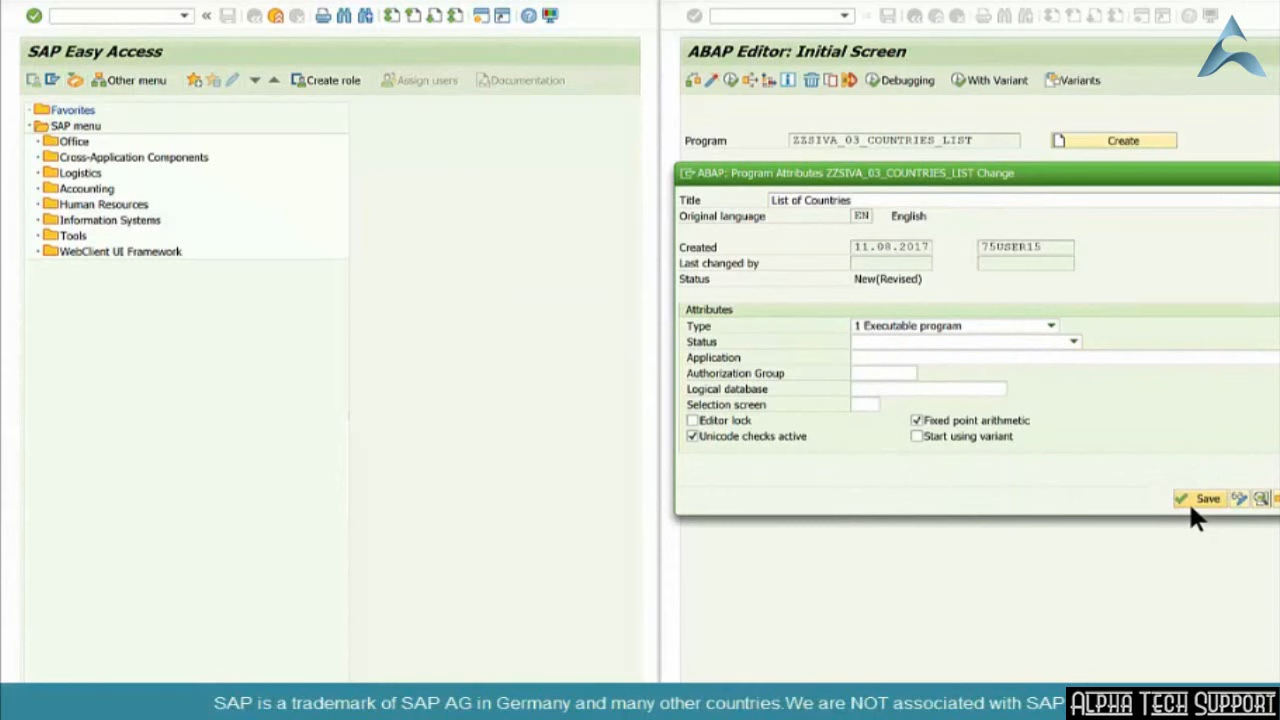 SAP Easy Access
Other menu
Create role
Assign users
Documentation
Favorites
SAP menu
Office
Cross-Application Components
Logistics
Accounting
Human Resources
Information Systems
Tools
WebClient UI Framework
ABAP Editor: Initial Screen
Debugging
With Variant
Variants
Program ZZSIVA_03_COUNTRIES_LIST Create
ABAP: Program Attributes ZZSIVA_03_COUNTRIES_LIST Change
Title List of Countries
Original language EN English
Created 11.08.2017 75USER15
Last changed by
Status New(Revised)
Attributes
Type 1 Executable program
Status
Application
Authorization Group
Logical database
Selection screen
Editor lock Fixed point arithmetic
Unicode checks active Start using variant
Save
SAP is a trademark of SAP AG in Germany and many other countries.We are NOT associated with SAP
Alpha Tech Support